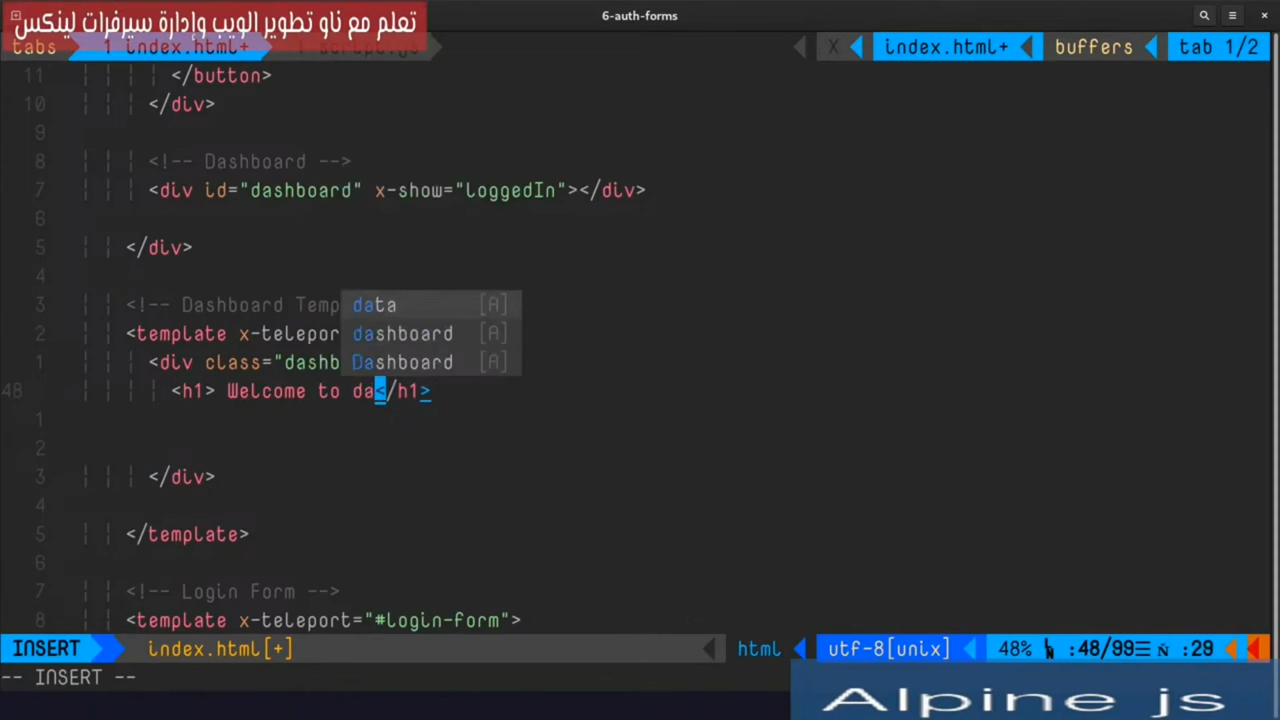 6-auth-forms
تعلم مع ناو تطوير الويب وإدارة سيرفرات لينكس
tabs 1 index.html+ 1 script.js X index.html+ buffers tab 1/2
11 </button>
10 </div>
9
8 <!-- Dashboard -->
7 <div id="dashboard" x-show="loggedIn"></div>
6
5 </div>
4
3 <!-- Dashboard Temp data [A]
2 <template x-telepor dashboard [A]
1 <div class="dashb Dashboard [A]
48 <h1> Welcome to da</h1>
1
2
3 </div>
4
5 </template>
6
7 <!-- Login Form -->
8 <template x-teleport="#login-form">
INSERT index.html[+] html utf-8[unix] 48% :48/99 :29
-- INSERT --
Alpine js